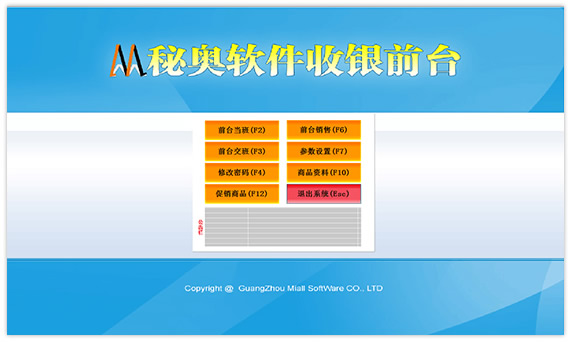 秘奥软件收银前台
前台当班(F2) 前台销售(F6)
前台交班(F3) 参数设置(F7)
修改密码(F4) 商品资料(F10)
促销商品(F12) 退出系统(Esc)
Copyright @ GuangZhou Miall SoftWare CO., LTD